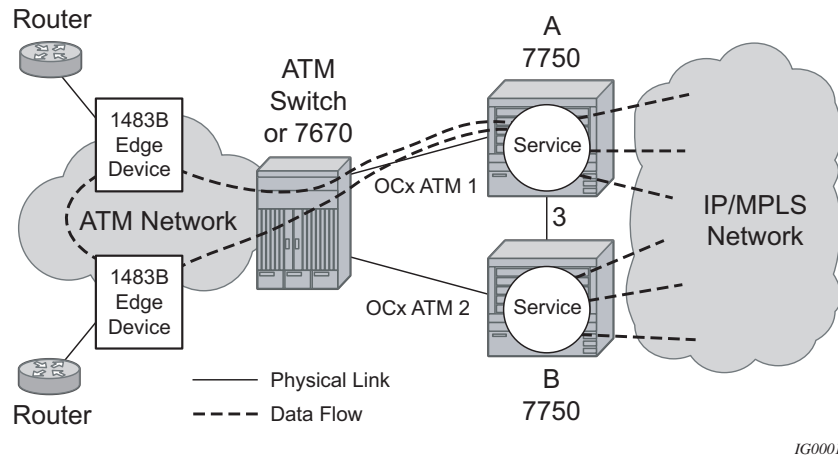 Router
A
7750
ATM
Switch
or 7670
1483B
Edge
Device
Service
OCx ATM 1
ATM Network
3
IP/MPLS
Network
1483B
Edge
Device
OCx ATM 2
Service
Router
Physical Link
Data Flow
B
7750
IG0001